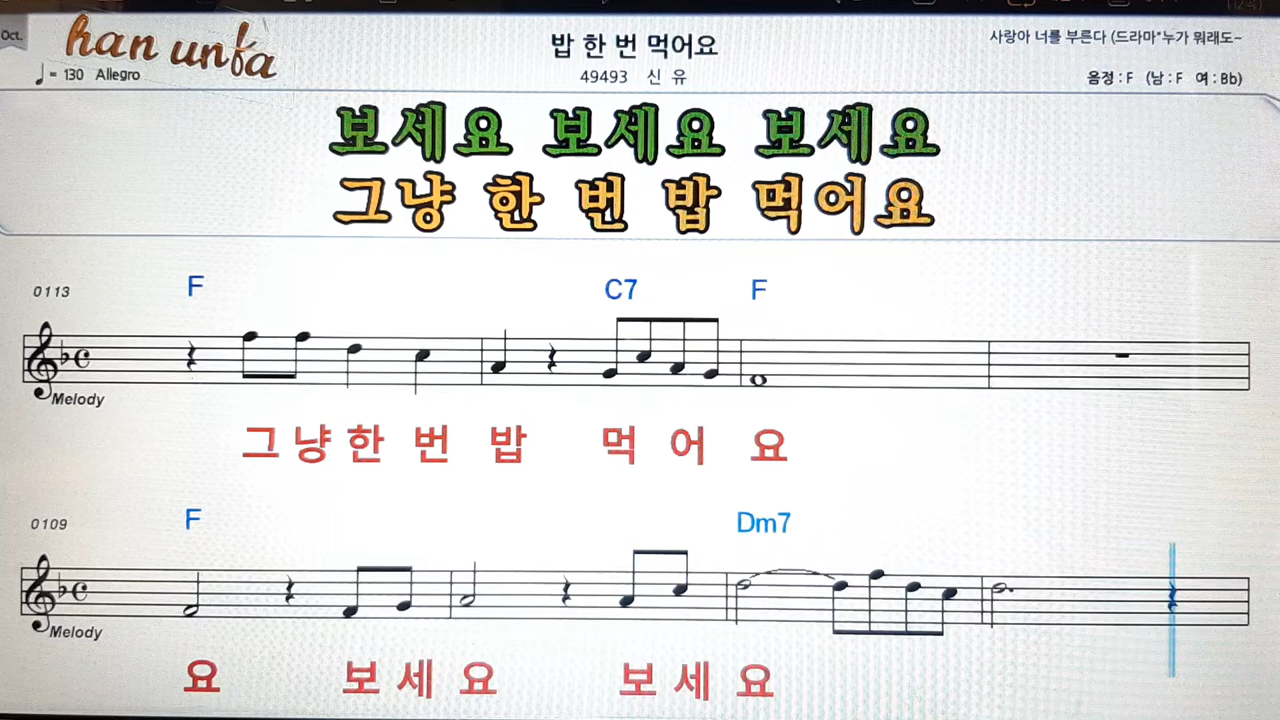 Oct.
han unfa
밥 한 번 먹어요
사랑아 너를 부른다 (드라마"누가 뭐래도~
♩ = 130 Allegro
49493 신 유
음정 : F (남 : F 여 : Bb)
보세요 보세요 보세요
그냥 한 번 밥 먹어요
0113 F C7 F
Melody
그 냥 한 번 밥 먹 어 요
0109 F Dm7
Melody
요 보 세 요 보 세 요